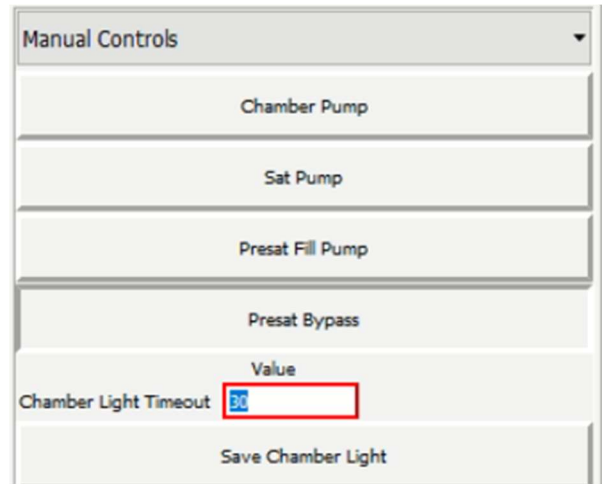 Manual Controls
Chamber Pump
Sat Pump
Presat Fill Pump
Presat Bypass
Value
Chamber Light Timeout 30
Save Chamber Light